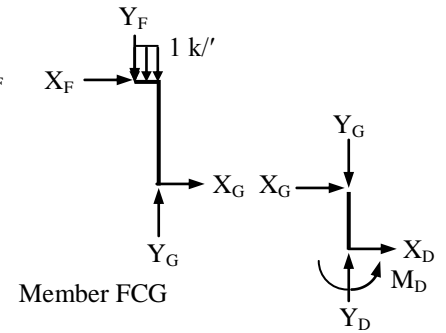 Y_F
1 k/′
F
X_F
Y_G
X_G
X_G
Y_G
X_D
M_D
Y_D
Member FCG